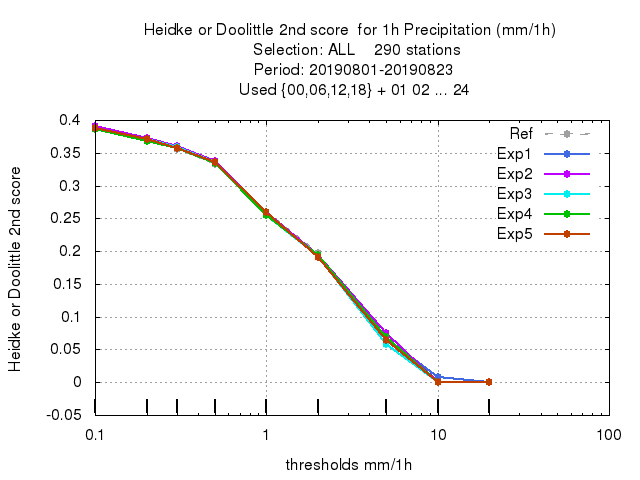 Heidke or Doolittle 2nd score  for 1h Precipitation (mm/1h)
Selection: ALL    290 stations
Period: 20190801-20190823
Used {00,06,12,18} + 01 02 ... 24
Heidke or Doolittle 2nd score
0.4
0.35
0.3
0.25
0.2
0.15
0.1
0.05
0
-0.05
Ref
Exp1
Exp2
Exp3
Exp4
Exp5
0.1 1 10 100
thresholds mm/1h